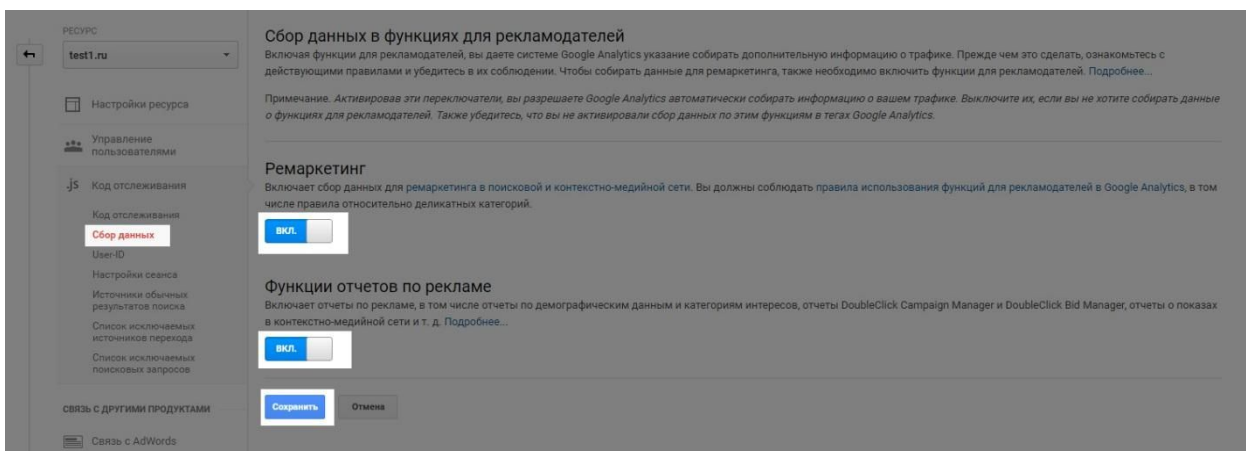 РЕСУРС
test1.ru
Настройки ресурса
Управление
пользователями
.js Код отслеживания
Код отслеживания
Сбор данных
User-ID
Настройки сеанса
Источники обычных
результатов поиска
Список исключаемых
источников перехода
Список исключаемых
поисковых запросов
СВЯЗЬ С ДРУГИМИ ПРОДУКТАМИ
Связь с AdWords
Сбор данных в функциях для рекламодателей
Включая функции для рекламодателей, вы даете системе Google Analytics указание собирать дополнительную информацию о трафике. Прежде чем это сделать, ознакомьтесь с
действующими правилами и убедитесь в их соблюдении. Чтобы собирать данные для ремаркетинга, также необходимо включить функции для рекламодателей. Подробнее...
Примечание. Активировав эти переключатели, вы разрешаете Google Analytics автоматически собирать информацию о вашем трафике. Выключите их, если вы не хотите собирать данные
о функциях для рекламодателей. Также убедитесь, что вы не активировали сбор данных по этим функциям в тегах Google Analytics.
Ремаркетинг
Включает сбор данных для ремаркетинга в поисковой и контекстно-медийной сети. Вы должны соблюдать правила использования функций для рекламодателей в Google Analytics, в том
числе правила относительно деликатных категорий.
ВКЛ.
Функции отчетов по рекламе
Включает отчеты по рекламе, в том числе отчеты по демографическим данным и категориям интересов, отчеты DoubleClick Campaign Manager и DoubleClick Bid Manager, отчеты о показах
в контекстно-медийной сети и т. д. Подробнее...
ВКЛ.
Сохранить Отмена